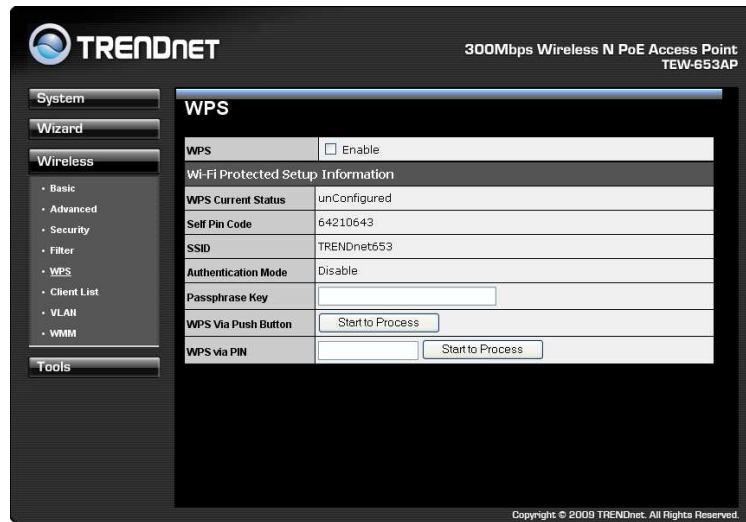 TRENDnet
300Mbps Wireless N PoE Access Point
TEW-653AP
System
Wizard
Wireless
• Basic
• Advanced
• Security
• Filter
• WPS
• Client List
• VLAN
• WMM
Tools
WPS
WPS Enable
Wi-Fi Protected Setup Information
WPS Current Status unConfigured
Self Pin Code 64210643
SSID TRENDnet653
Authentication Mode Disable
Passphrase Key
WPS Via Push Button Start to Process
WPS via PIN Start to Process
Copyright © 2009 TRENDnet. All Rights Reserved.